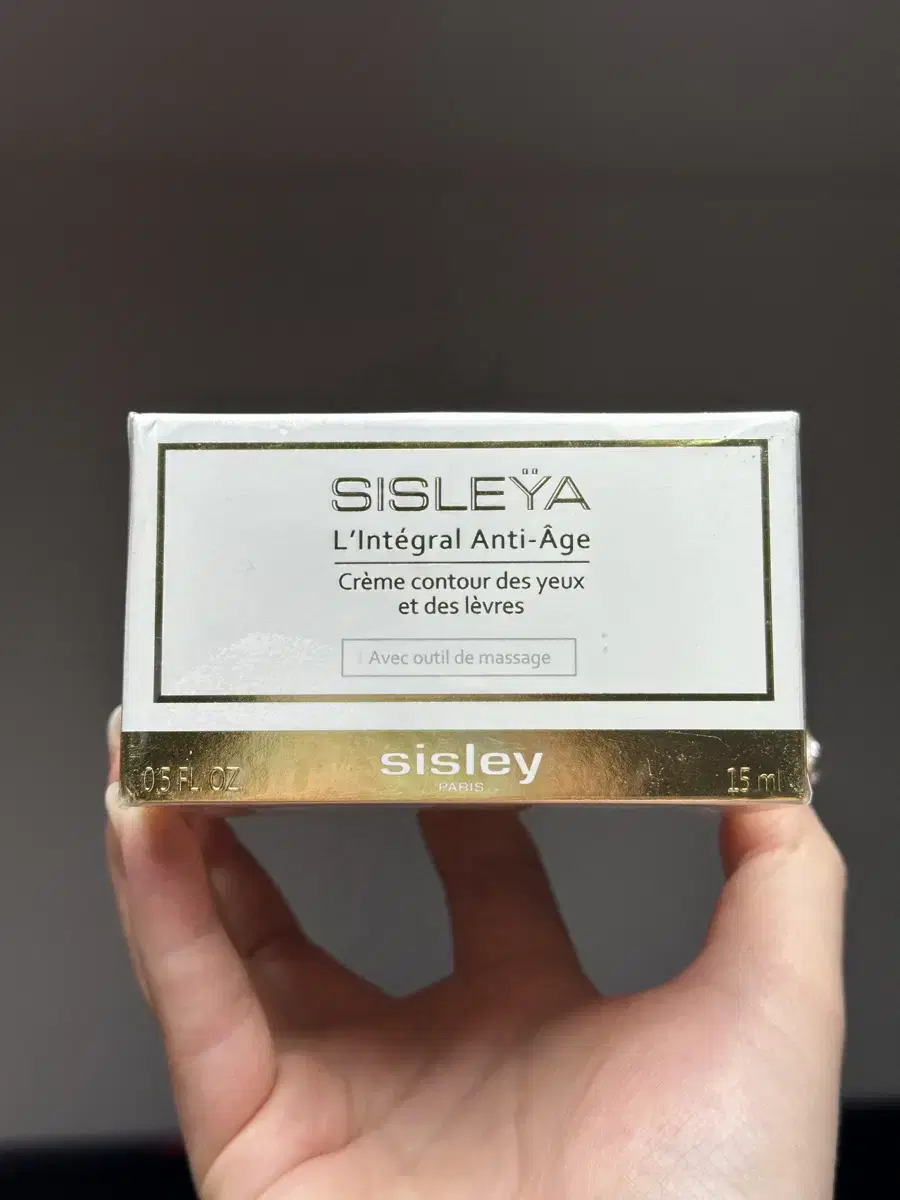 SISLEŸA
L'Intégral Anti-Âge
Crème contour des yeux
et des lèvres
Avec outil de massage
sisley
PARIS
0.5 FL OZ
15 ml